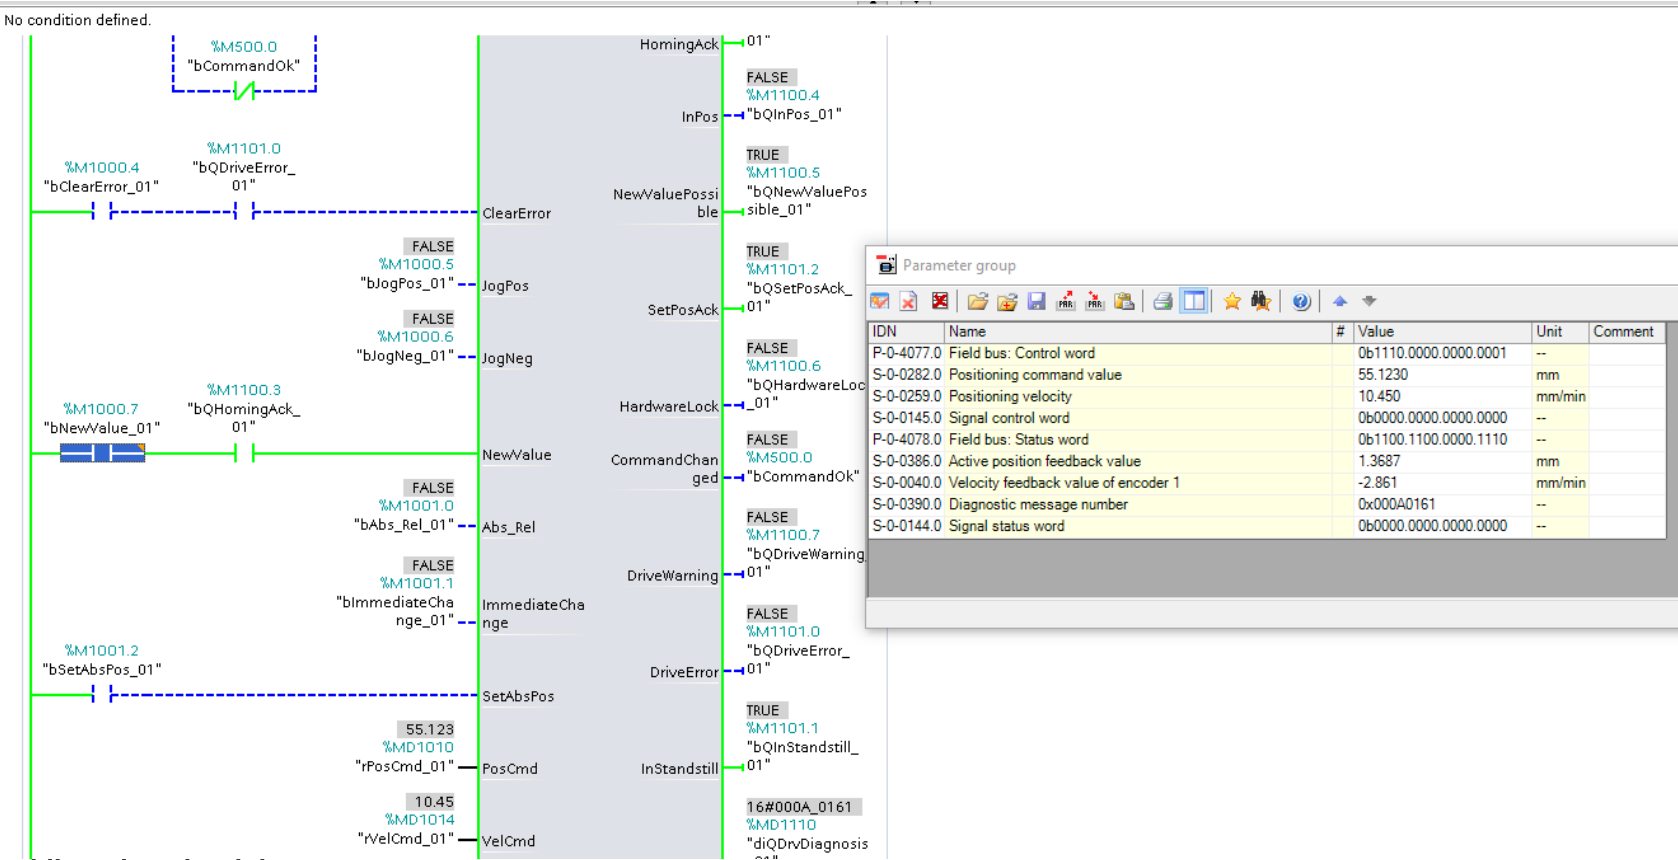 No condition defined.
%M500.0
"bCommandOk"
HomingAck
01"
FALSE
%M1100.4
InPos
"bQInPos_01"
%M1000.4
"bClearError_01"
%M1101.0
"bQDriveError_
01"
ClearError
TRUE
%M1100.5
"bQNewValuePos
sible_01"
NewValuePossi
ble
FALSE
%M1000.5
"bJogPos_01"
JogPos
TRUE
%M1101.2
"bQSetPosAck_
01"
SetPosAck
FALSE
%M1000.6
"bJogNeg_01"
JogNeg
FALSE
%M1100.6
"bQHardwareLoc
_01"
HardwareLock
%M1000.7
"bNewValue_01"
%M1100.3
"bQHomingAck_
01"
NewValue
FALSE
%M500.0
"bCommandOk"
CommandChan
ged
FALSE
%M1001.0
"bAbs_Rel_01"
Abs_Rel
FALSE
%M1100.7
"bQDriveWarning_
01"
DriveWarning
FALSE
%M1001.1
"bImmediateCha
nge_01"
ImmediateCha
nge
FALSE
%M1101.0
"bQDriveError_
01"
DriveError
%M1001.2
"bSetAbsPos_01"
SetAbsPos
TRUE
%M1101.1
"bQInStandstill_
01"
InStandstill
55.123
%MD1010
"rPosCmd_01"
PosCmd
10.45
%MD1014
"rVelCmd_01"
VelCmd
16#000A_0161
%MD1110
"diQDrvDiagnosis
Parameter group
PAR PAR
IDN Name # Value Unit Comment
P-0-4077.0 Field bus: Control word 0b1110.0000.0000.0001 --
S-0-0282.0 Positioning command value 55.1230 mm
S-0-0259.0 Positioning velocity 10.450 mm/min
S-0-0145.0 Signal control word 0b0000.0000.0000.0000 --
P-0-4078.0 Field bus: Status word 0b1100.1100.0000.1110 --
S-0-0386.0 Active position feedback value 1.3687 mm
S-0-0040.0 Velocity feedback value of encoder 1 -2.861 mm/min
S-0-0390.0 Diagnostic message number 0x000A0161 --
S-0-0144.0 Signal status word 0b0000.0000.0000.0000 --